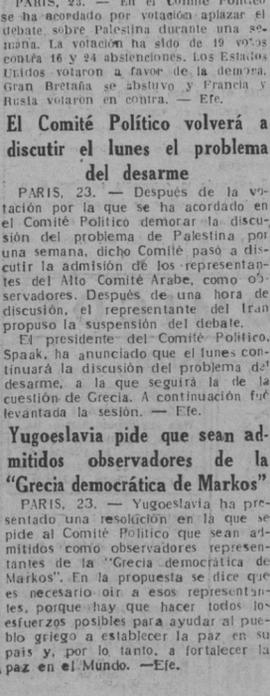 PARIS, 23. — En el Comité Político
se ha acordado por votación aplazar el
debate sobre Palestina durante una se-
mana. La votación ha sido de 19 votos
contra 16 y 24 abstenciones. Los Estados
Unidos votaron a favor de la demora.
Gran Bretaña se abstuvo y Francia y
Rusia votaron en contra. — Efe.
El Comité Político volverá a
discutir el lunes el problema
del desarme
PARIS, 23. — Después de la vo-
tación por la que se ha acordado en
el Comité Político demorar la discu-
sión del problema de Palestina por
una semana, dicho Comité pasó a dis-
cutir la admisión de los representan-
tes del Alto Comité Arabe, como ob-
servadores. Después de una hora de
discusión, el representante del Iran
propuso la suspensión del debate.
El presidente del Comité Político,
Spaak, ha anunciado que el lunes con-
tinuará la discusión del problema del
desarme, a la que seguirá la de la
cuestión de Grecia. A continuación fué
levantada la sesión. — Efe.
Yugoeslavia pide que sean ad-
mitidos observadores de la
"Grecia democrática de Markos"
PARIS, 23. — Yugoeslavia ha pre-
sentado una resolución en la que se
pide al Comité Político que sean ad-
mitidos como observadores represen-
tantes de la "Grecia democrática de
Markos". En la propuesta se dice que
es necesario oir a esos representan-
tes, porque hay que hacer todos los
esfuerzos posibles para ayudar al pue-
blo griego a establecer la paz en su
pais y, por lo tanto, a fortalecer la
paz en el Mundo. —Efe.